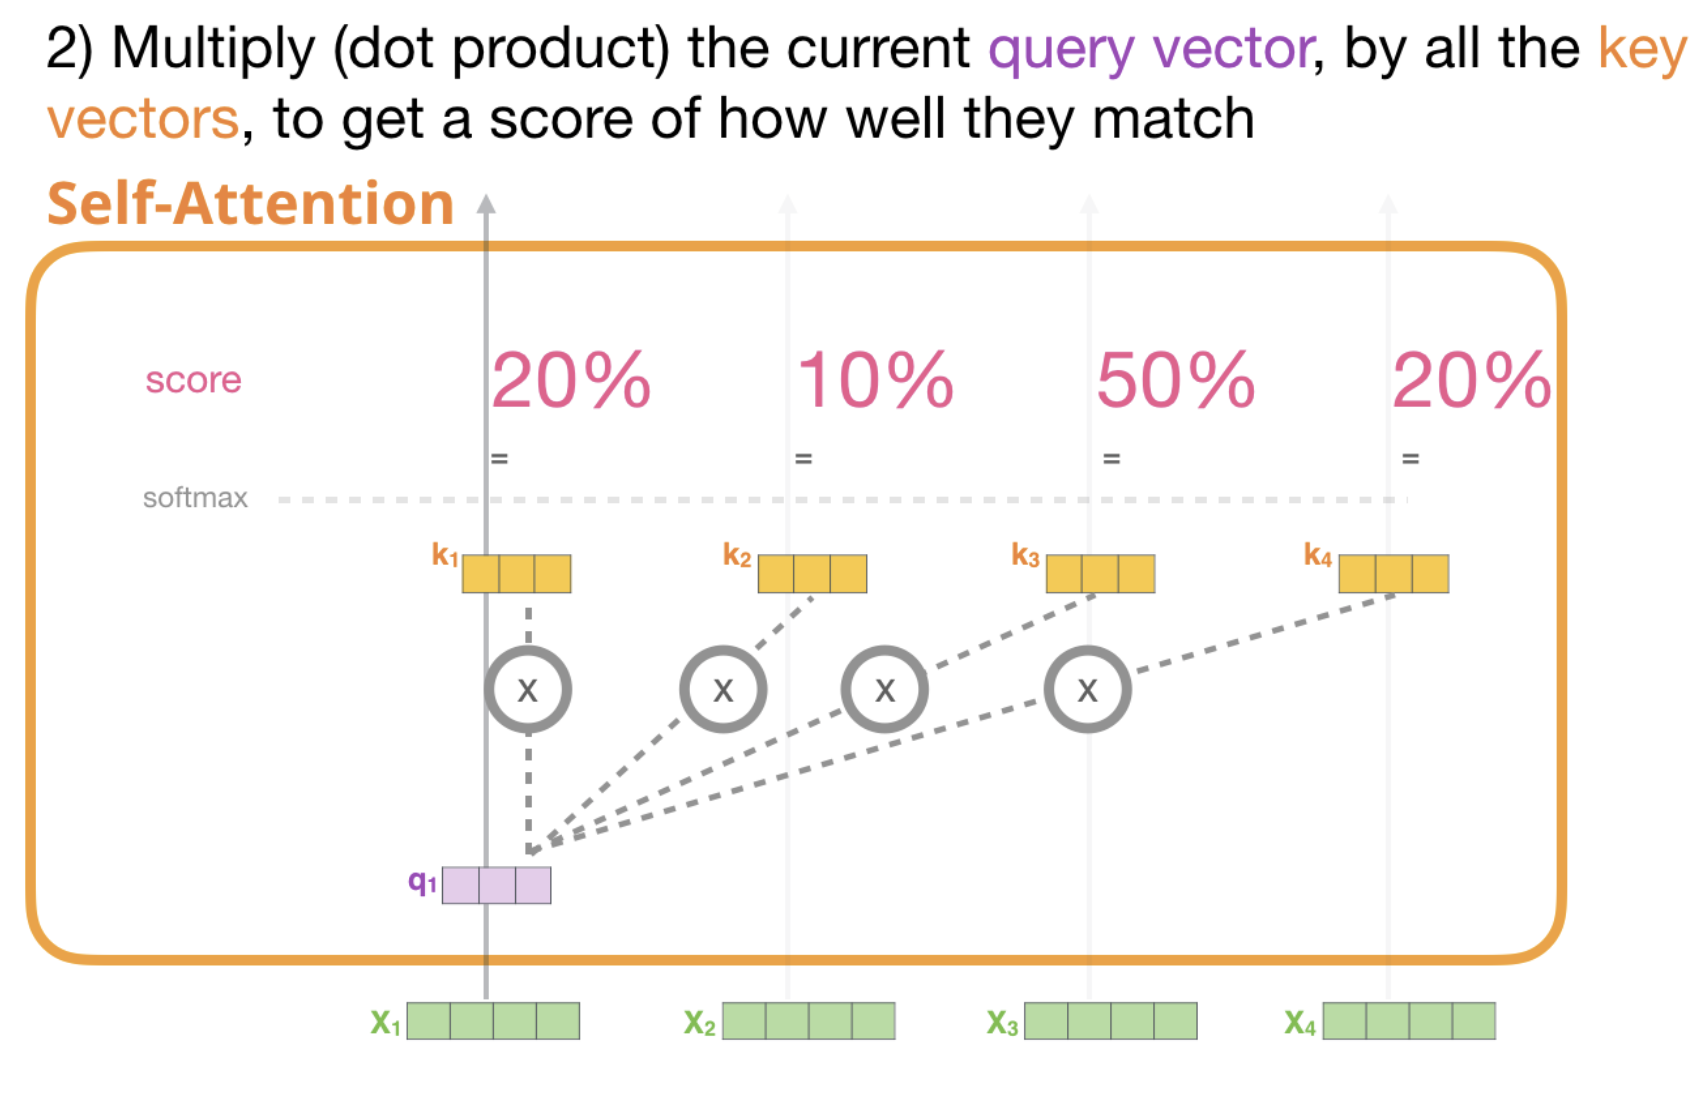 2) Multiply (dot product) the current query vector, by all the key
vectors, to get a score of how well they match
Self-Attention
score 20% 10% 50% 20%
= = = =
softmax
k1 k2 k3 k4
x x x x
q1
X1 X2 X3 X4